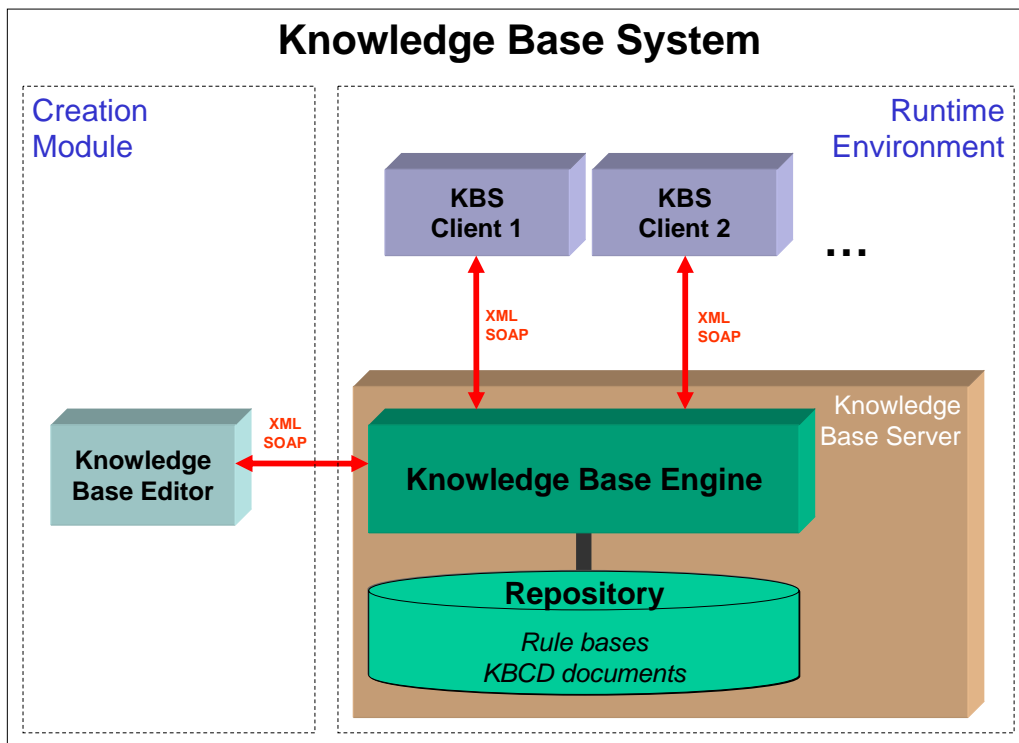 Knowledge Base System
Creation
Module
Runtime
Environment
KBS
Client 1
KBS
Client 2
...
XML
SOAP
XML
SOAP
Knowledge
Base Server
XML
SOAP
Knowledge
Base Editor
Knowledge Base Engine
Repository
Rule bases
KBCD documents